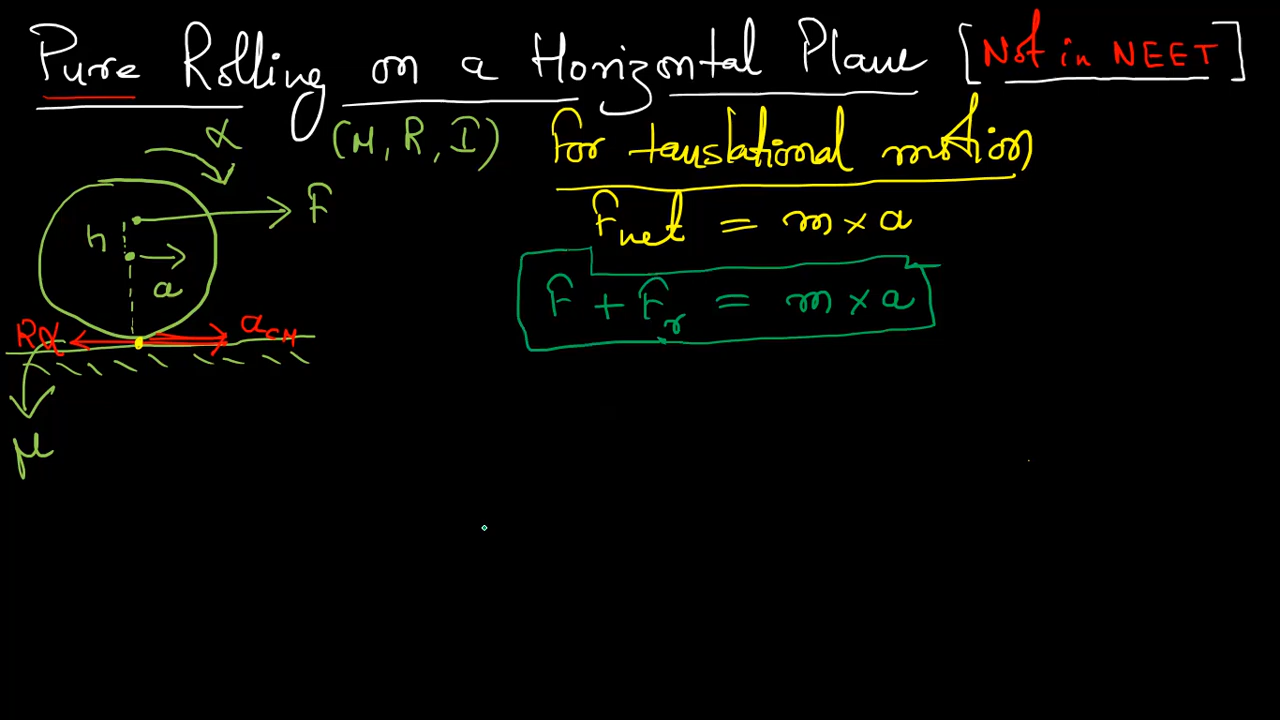 Pure Rolling on a Horizontal Plane [Not in NEET]
(M, R, I)
For translational motion
α
F
Fnet = m × a
h
a
F + Fr = m × a
Rα
aCM
μ